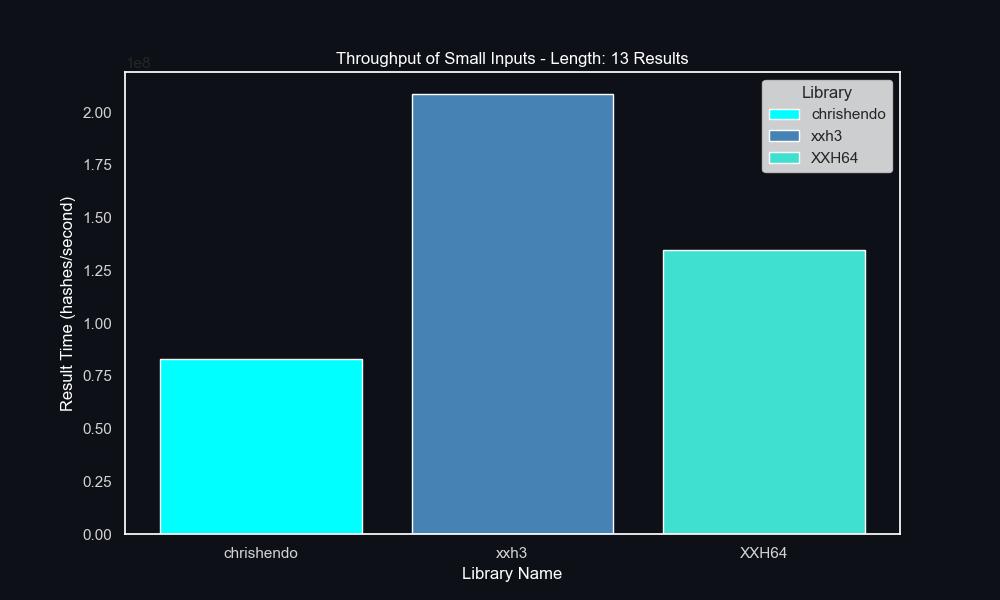 Throughput of Small Inputs - Length: 13 Results
1e8
2.00
1.75
1.50
1.25
1.00
0.75
0.50
0.25
0.00
Result Time (hashes/second)
Library
chrishendo
xxh3
XXH64
chrishendo
xxh3
XXH64
Library Name